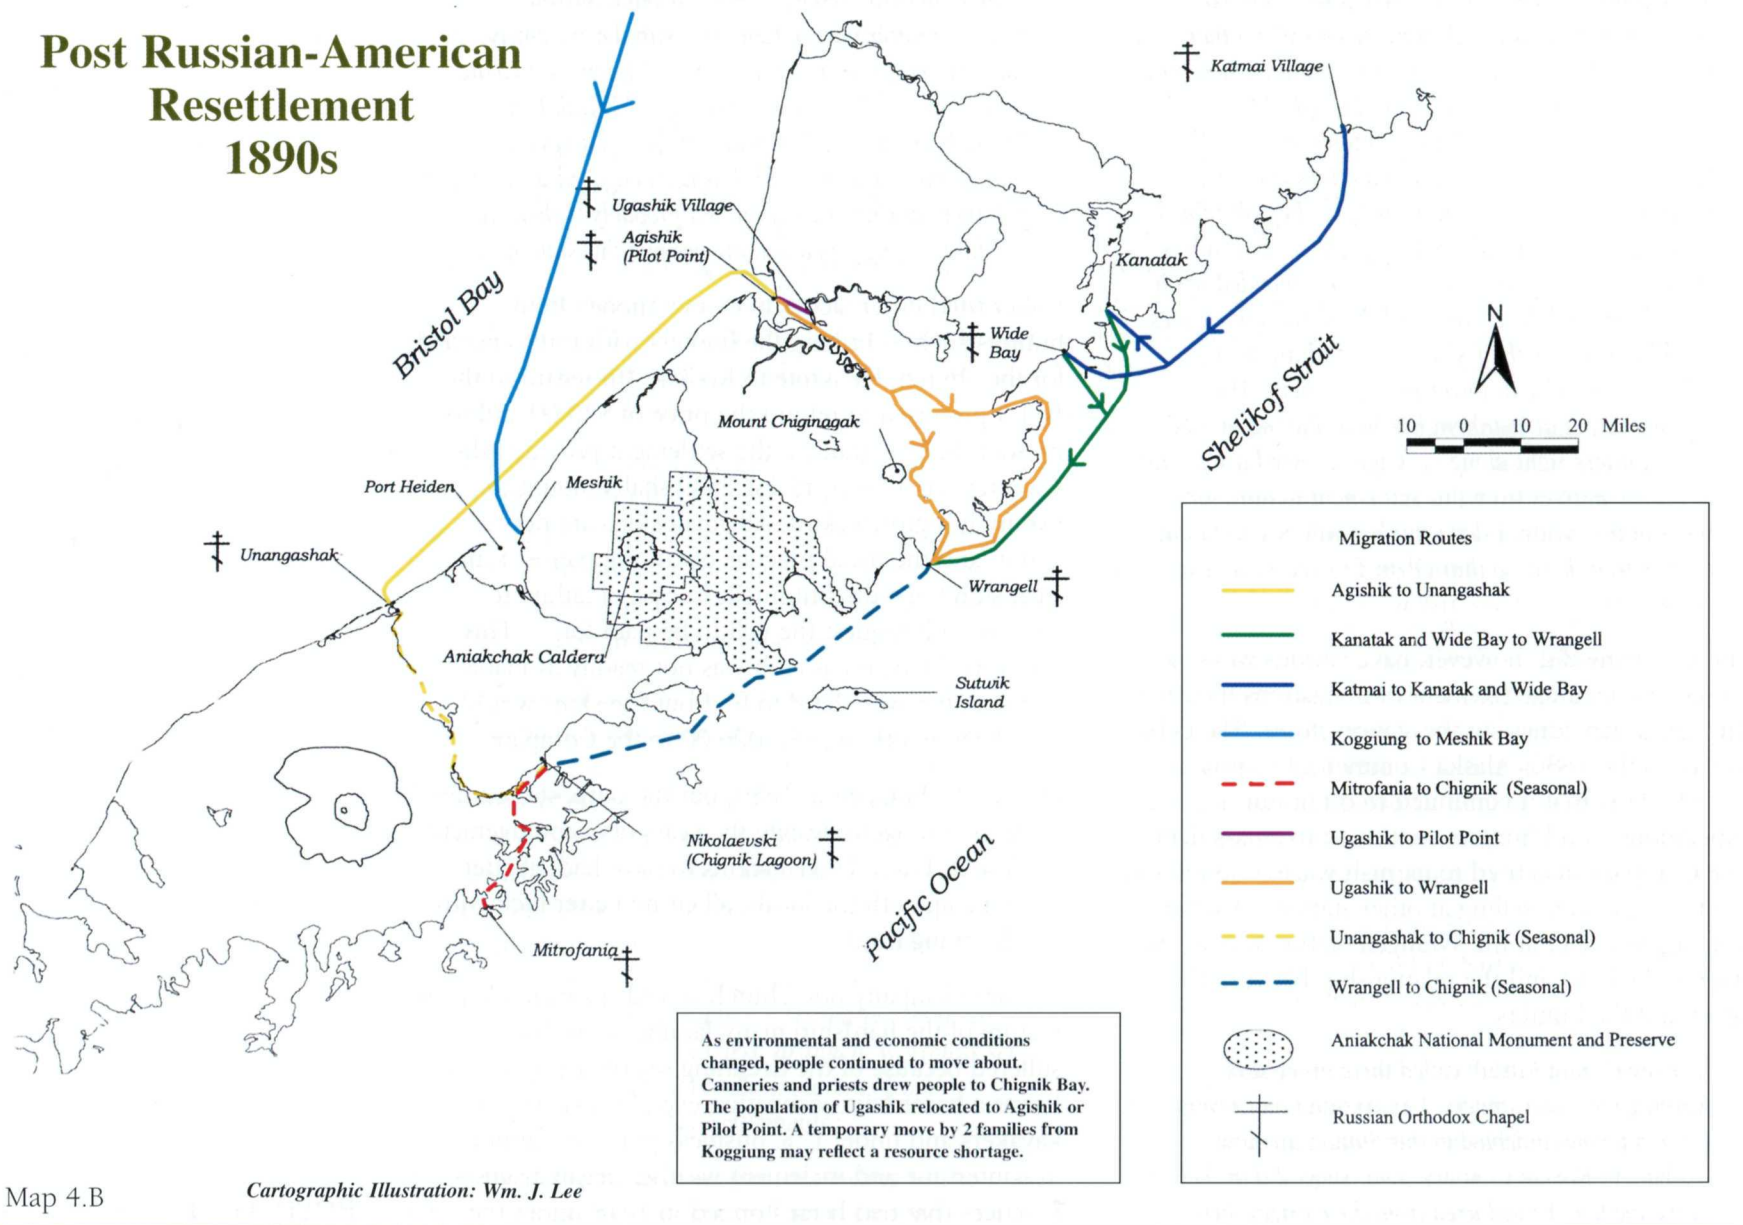 Post Russian-American
Resettlement
1890s
Katmai Village
Ugashik Village
Agishik
(Pilot Point)
Kanatak
Bristol Bay
Wide
Bay
N
Shelikof Strait
10 0 10 20 Miles
Mount Chiginagak
Port Heiden
Meshik
Unangashak
Wrangell
Aniakchak Caldera
Sutwik
Island
Nikolaevski
(Chignik Lagoon)
Pacific Ocean
Mitrofania
Migration Routes
Agishik to Unangashak
Kanatak and Wide Bay to Wrangell
Katmai to Kanatak and Wide Bay
Koggiung to Meshik Bay
Mitrofania to Chignik (Seasonal)
Ugashik to Pilot Point
Ugashik to Wrangell
Unangashak to Chignik (Seasonal)
Wrangell to Chignik (Seasonal)
Aniakchak National Monument and Preserve
Russian Orthodox Chapel
As environmental and economic conditions
changed, people continued to move about.
Canneries and priests drew people to Chignik Bay.
The population of Ugashik relocated to Agishik or
Pilot Point. A temporary move by 2 families from
Koggiung may reflect a resource shortage.
Map 4.B
Cartographic Illustration: Wm. J. Lee